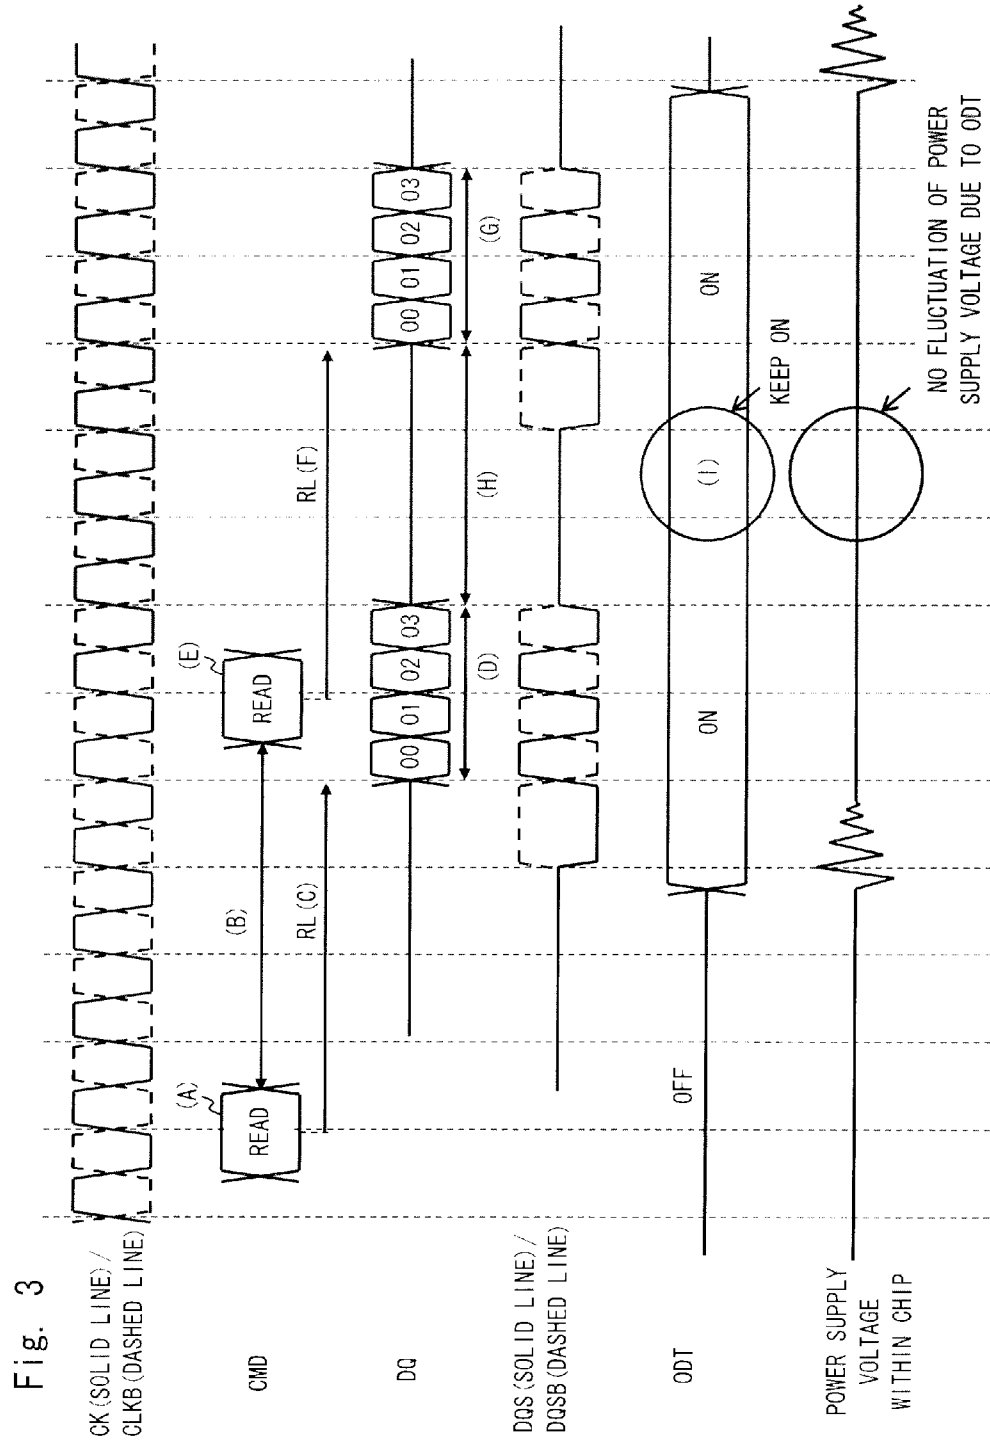 Fig. 3
CK(SOLID LINE)/
CLKB(DASHED LINE)
CMD
READ
(A)
(B)
READ
(E)
RL(C)
RL(F)
DQ
00 01 02 03
(D)
(H)
00 01 02 03
(G)
DQS(SOLID LINE)/
DQSB(DASHED LINE)
ODT
OFF
ON
(I)
ON
KEEP ON
POWER SUPPLY
VOLTAGE
WITHIN CHIP
NO FLUCTUATION OF POWER
SUPPLY VOLTAGE DUE TO ODT